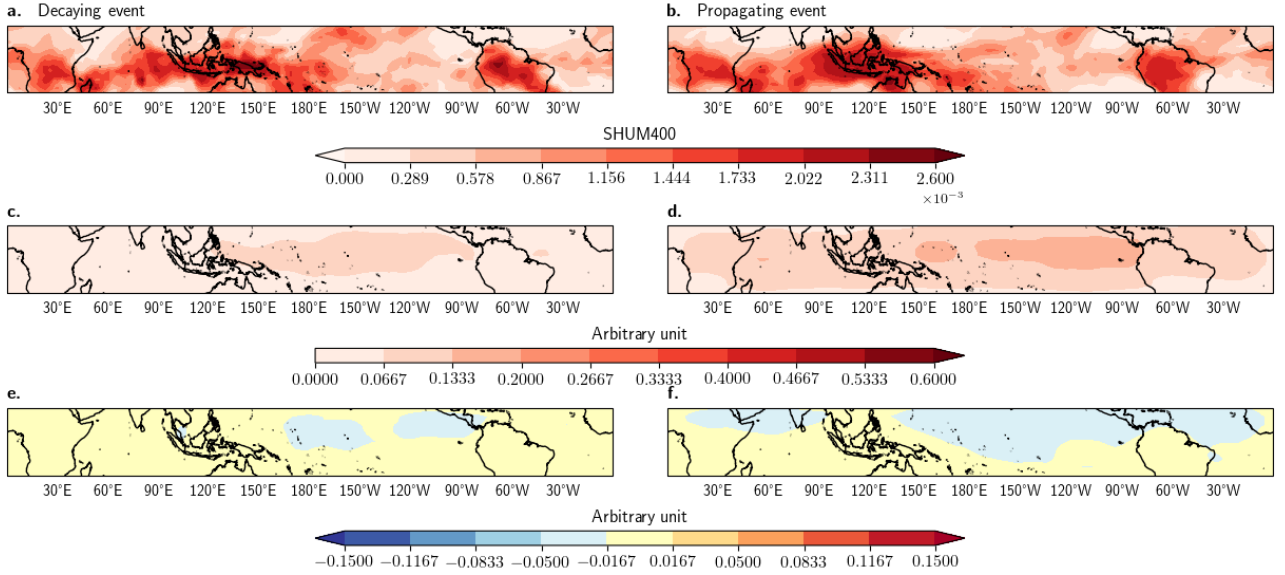 a. Decaying event
b. Propagating event
30°E 60°E 90°E 120°E 150°E 180°E 150°W 120°W 90°W 60°W 30°W
30°E 60°E 90°E 120°E 150°E 180°E 150°W 120°W 90°W 60°W 30°W
SHUM400
0.000 0.289 0.578 0.867 1.156 1.444 1.733 2.022 2.311 2.600
×10⁻³
c.
d.
30°E 60°E 90°E 120°E 150°E 180°E 150°W 120°W 90°W 60°W 30°W
30°E 60°E 90°E 120°E 150°E 180°E 150°W 120°W 90°W 60°W 30°W
Arbitrary unit
0.0000 0.0667 0.1333 0.2000 0.2667 0.3333 0.4000 0.4667 0.5333 0.6000
e.
f.
30°E 60°E 90°E 120°E 150°E 180°E 150°W 120°W 90°W 60°W 30°W
30°E 60°E 90°E 120°E 150°E 180°E 150°W 120°W 90°W 60°W 30°W
Arbitrary unit
−0.1500 −0.1167 −0.0833 −0.0500 −0.0167 0.0167 0.0500 0.0833 0.1167 0.1500